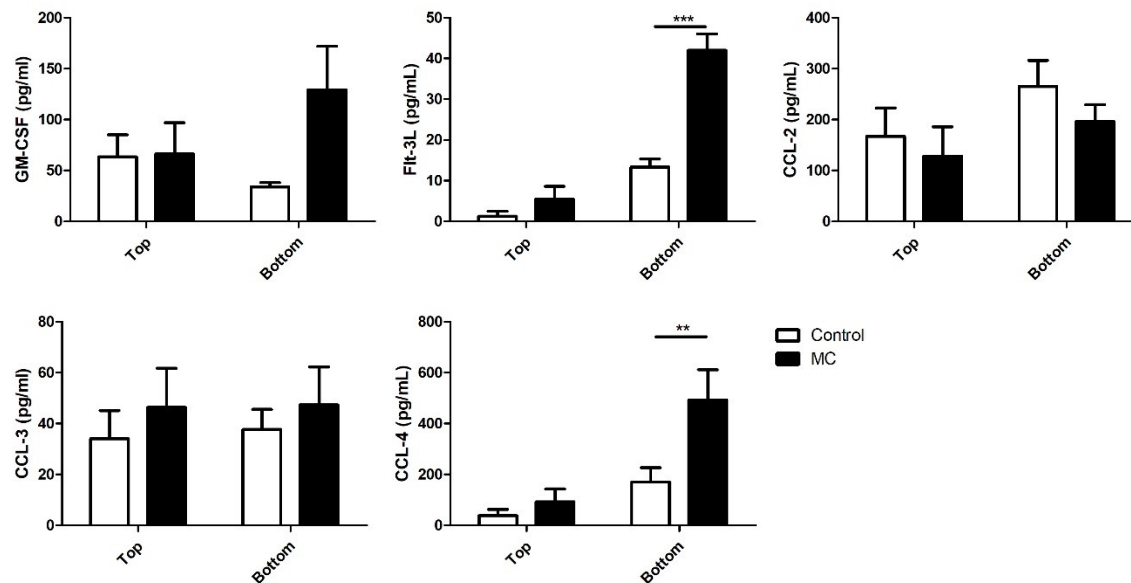 200
150
100
50
0
GM-CSF (pg/ml)
Top
Bottom
50
40
30
20
10
0
Flt-3L (pg/mL)
***
Top
Bottom
400
300
200
100
0
CCL-2 (pg/mL)
Top
Bottom
80
60
40
20
0
CCL-3 (pg/ml)
Top
Bottom
800
600
400
200
0
CCL-4 (pg/mL)
**
Top
Bottom
Control
MC